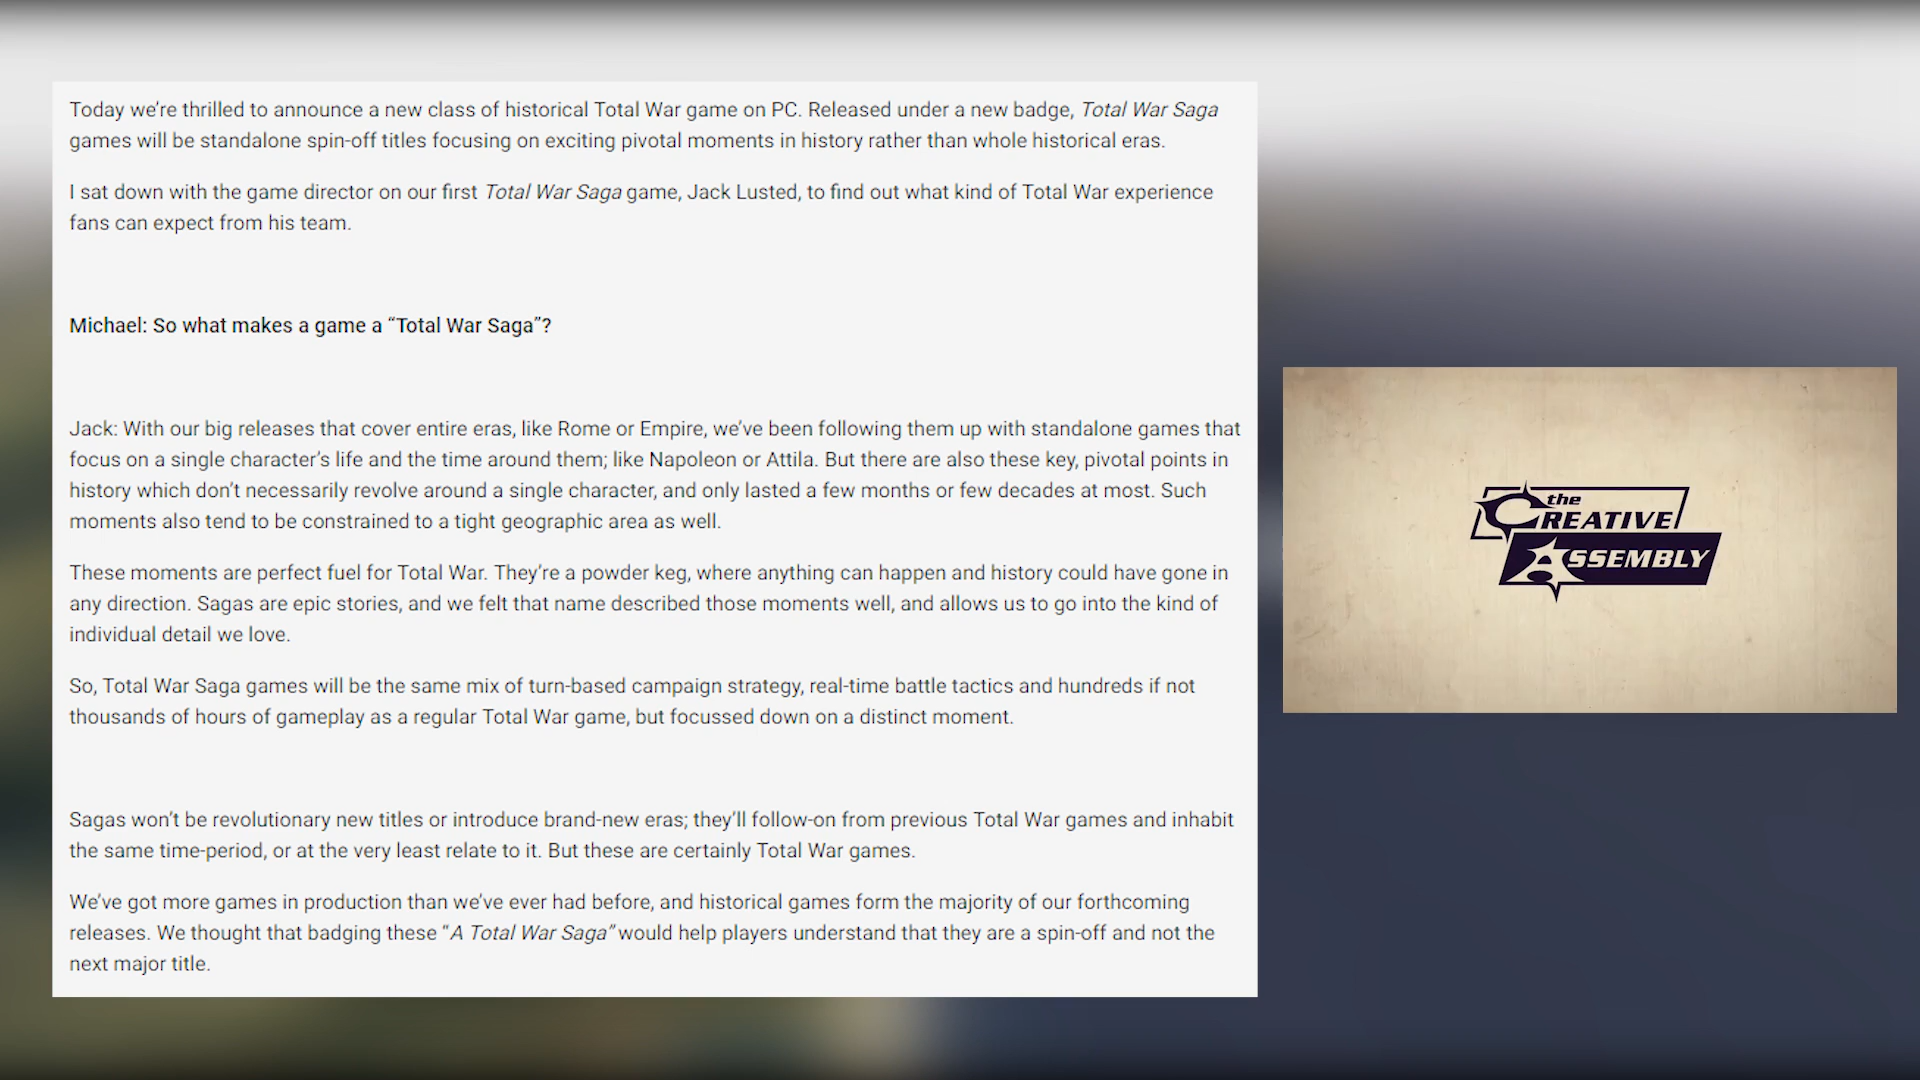 Today we’re thrilled to announce a new class of historical Total War game on PC. Released under a new badge, Total War Saga
games will be standalone spin-off titles focusing on exciting pivotal moments in history rather than whole historical eras.
I sat down with the game director on our first Total War Saga game, Jack Lusted, to find out what kind of Total War experience
fans can expect from his team.
Michael: So what makes a game a “Total War Saga”?
Jack: With our big releases that cover entire eras, like Rome or Empire, we’ve been following them up with standalone games that
focus on a single character’s life and the time around them; like Napoleon or Attila. But there are also these key, pivotal points in
history which don’t necessarily revolve around a single character, and only lasted a few months or few decades at most. Such
moments also tend to be constrained to a tight geographic area as well.
These moments are perfect fuel for Total War. They’re a powder keg, where anything can happen and history could have gone in
any direction. Sagas are epic stories, and we felt that name described those moments well, and allows us to go into the kind of
individual detail we love.
So, Total War Saga games will be the same mix of turn-based campaign strategy, real-time battle tactics and hundreds if not
thousands of hours of gameplay as a regular Total War game, but focussed down on a distinct moment.
Sagas won’t be revolutionary new titles or introduce brand-new eras; they’ll follow-on from previous Total War games and inhabit
the same time-period, or at the very least relate to it. But these are certainly Total War games.
We’ve got more games in production than we’ve ever had before, and historical games form the majority of our forthcoming
releases. We thought that badging these “A Total War Saga” would help players understand that they are a spin-off and not the
next major title.
the
CREATIVE
ASSEMBLY